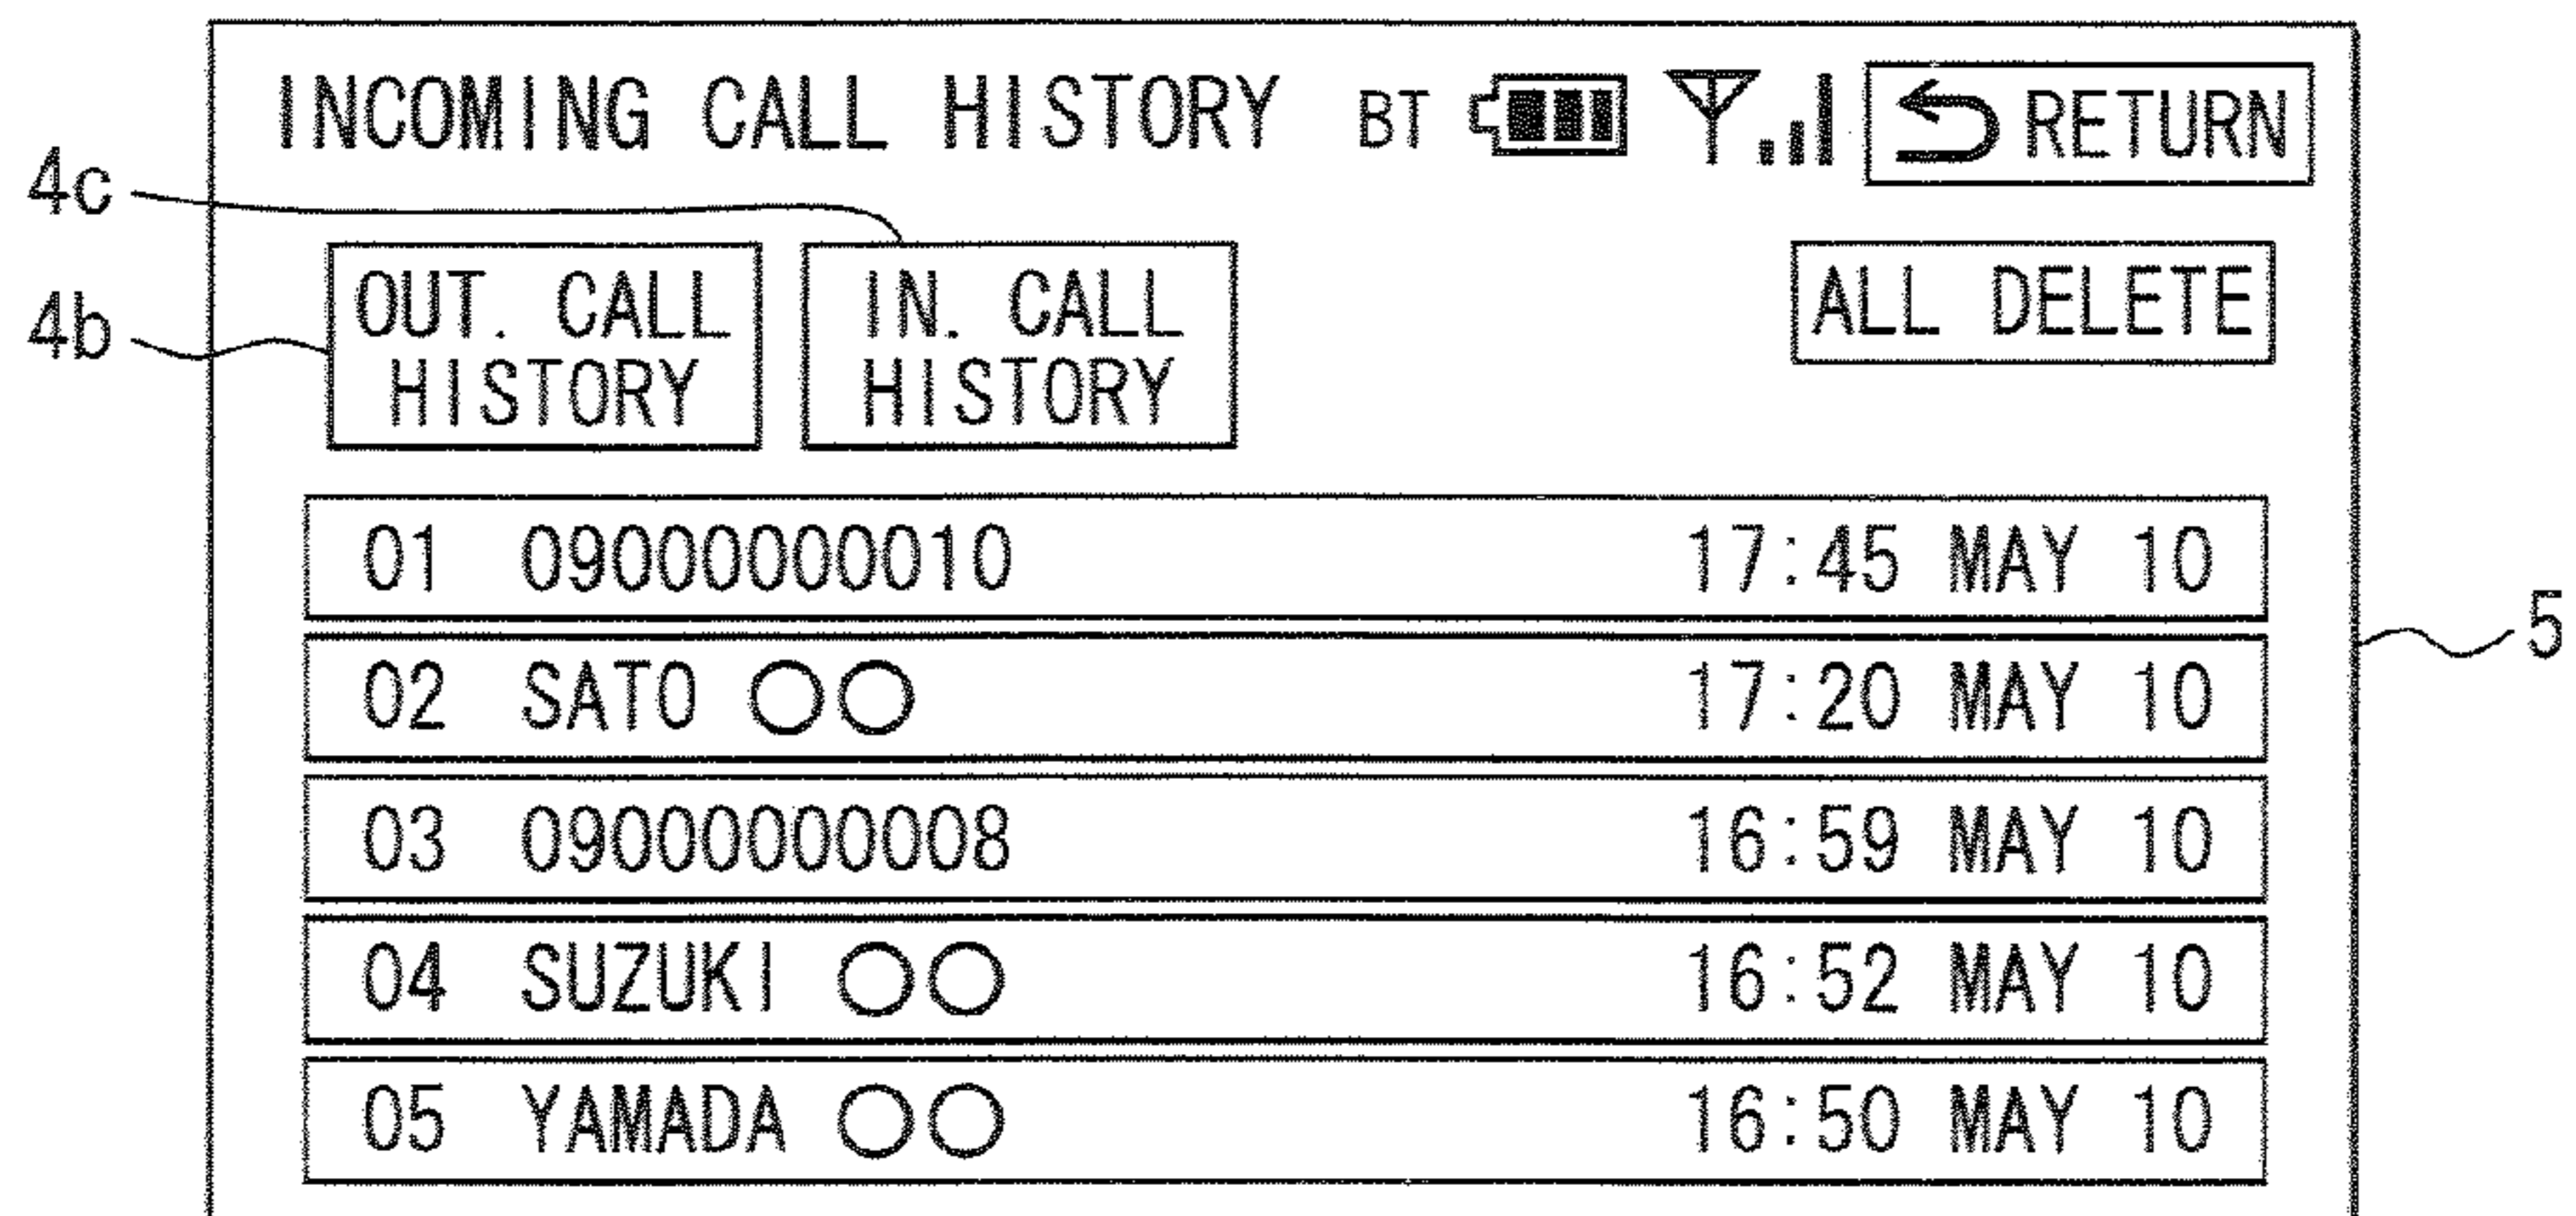 INCOMING CALL HISTORY BT RETURN
4c
OUT. CALL HISTORY
IN. CALL HISTORY
ALL DELETE
4b
01 09000000010 17:45 MAY 10
02 SATO ○○ 17:20 MAY 10
5
03 09000000008 16:59 MAY 10
04 SUZUKI ○○ 16:52 MAY 10
05 YAMADA ○○ 16:50 MAY 10